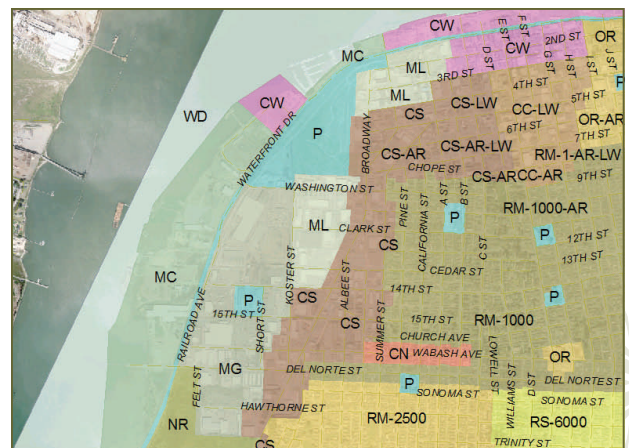 CW
E ST
F ST
CW
2ND ST
OR
MC
ML
D ST
G ST
H ST
I ST
J ST
3RD ST
CW
ML
4TH ST
P
WD
CS-LW
CC-LW
5TH ST
CS
OR-AR
P
6TH ST
7TH ST
WATERFRONT DR
BROADWAY
CS-AR-LW
CS-AR
RM-1-AR-LW
CHOPE ST
CS-AR
CC-AR
9TH ST
WASHINGTON ST
PINE ST
CALIFORNIA ST
A ST
B ST
RM-1000-AR
ML
CLARK ST
P
P
12TH ST
CS
C ST
13TH ST
KOSTER ST
ALBEE ST
CEDAR ST
MC
14TH ST
P
CS
P
16TH ST
SHORT ST
CS
SUMMER ST
15TH ST
RM-1000
RAILROAD AVE
CHURCH AVE
CN
WABASH AVE
LOWELL ST
OR
MG
DEL NORTE ST
FELT ST
P
WILLIAMS ST
D ST
DEL NORTE ST
SONOMA ST
SONOMA ST
HAWTHORNE ST
NR
RM-2500
RS-6000
CS
TRINITY ST